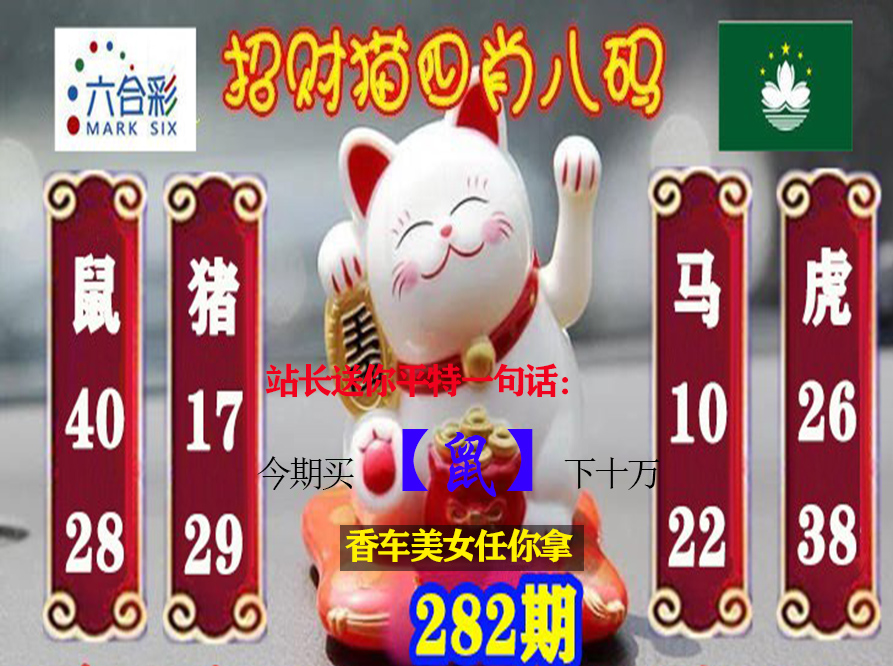 六合彩
MARK SIX
招财猫四肖八码
鼠
40
28
猪
17
29
马
10
22
虎
26
38
站长送你平特一句话：
今期买【鼠】下十万
香车美女任你拿
282期